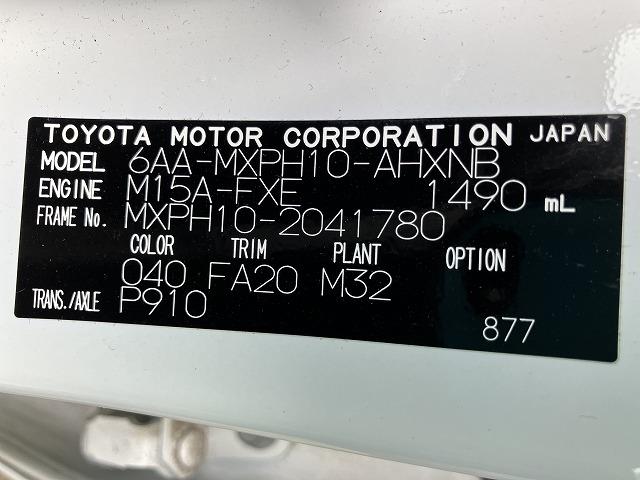 TOYOTA MOTOR CORPORATION JAPAN
MODEL 6AA-MXPH10-AHXNB
ENGINE M15A-FXE 1490 mL
FRAME No. MXPH10-2041780
COLOR TRIM PLANT OPTION
040 FA20 M32
TRANS./AXLE P910
877